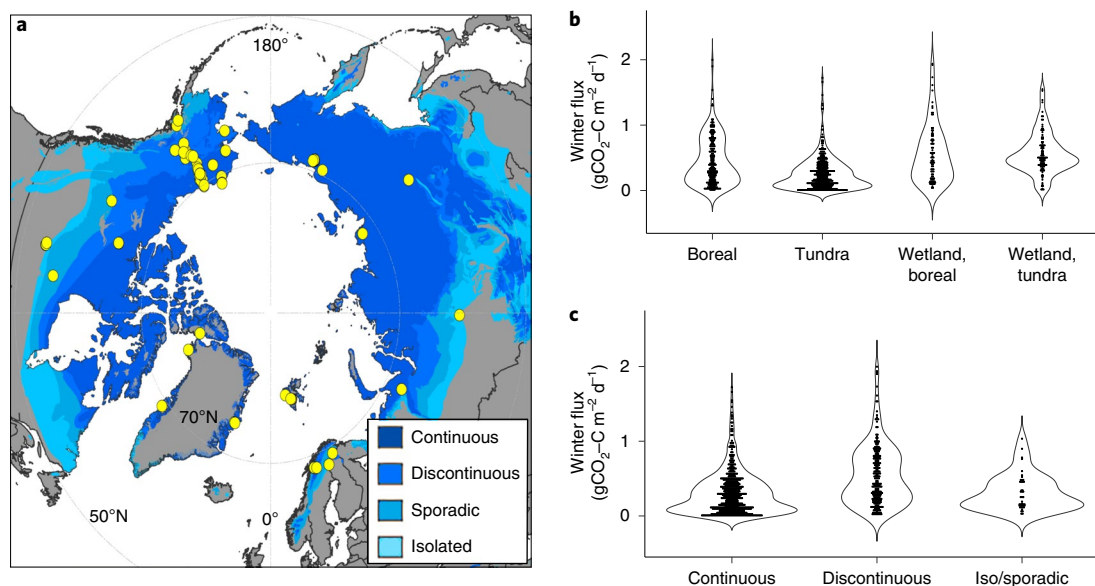 a
180°
70°N
50°N
0°
Continuous
Discontinuous
Sporadic
Isolated
b
Winter flux
(gCO₂–C m⁻² d⁻¹)
2
1
0
Boreal
Tundra
Wetland,
boreal
Wetland,
tundra
c
Winter flux
(gCO₂–C m⁻² d⁻¹)
2
1
0
Continuous
Discontinuous
Iso/sporadic